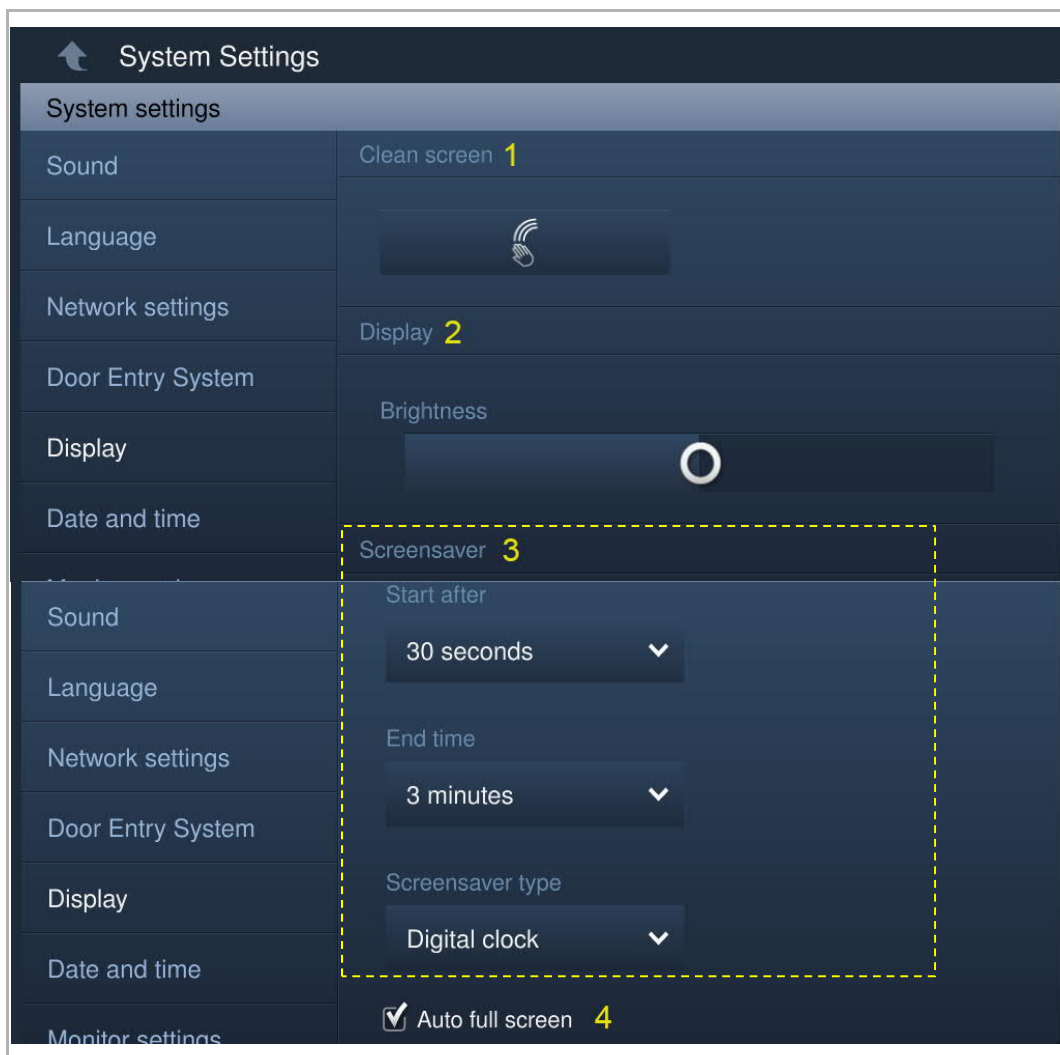 System Settings
System settings
Sound
Language
Network settings
Door Entry System
Display
Date and time
Clean screen 1
Display 2
Brightness
Screensaver 3
Sound
Language
Network settings
Door Entry System
Display
Date and time
Monitor settings
Start after
30 seconds
End time
3 minutes
Screensaver type
Digital clock
Auto full screen 4